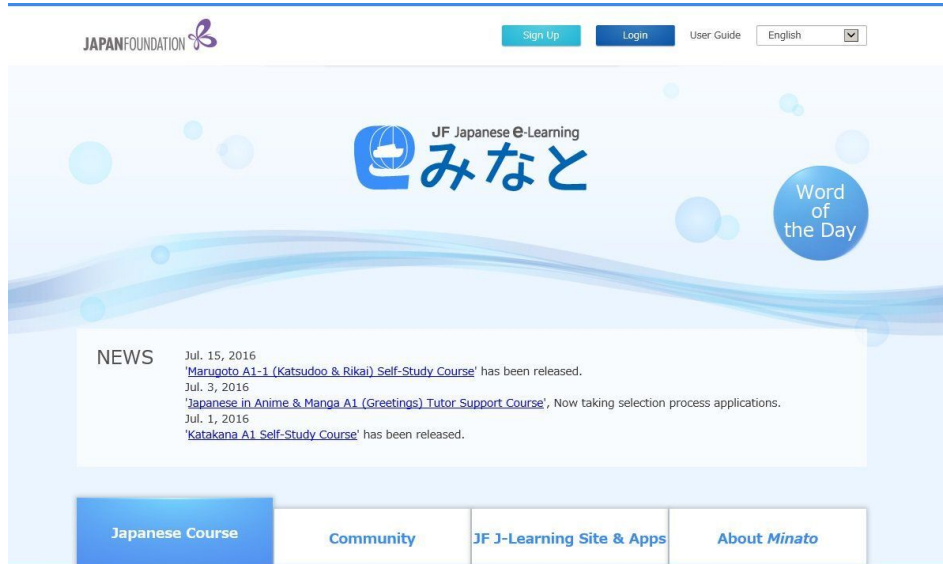 JAPANFOUNDATION
Sign Up
Login
User Guide
English
JF Japanese e-Learning
みなと
Word
of
the Day
NEWS
Jul. 15, 2016
'Marugoto A1-1 (Katsudoo & Rikai) Self-Study Course' has been released.
Jul. 3, 2016
'Japanese in Anime & Manga A1 (Greetings) Tutor Support Course', Now taking selection process applications.
Jul. 1, 2016
'Katakana A1 Self-Study Course' has been released.
Japanese Course
Community
JF J-Learning Site & Apps
About Minato